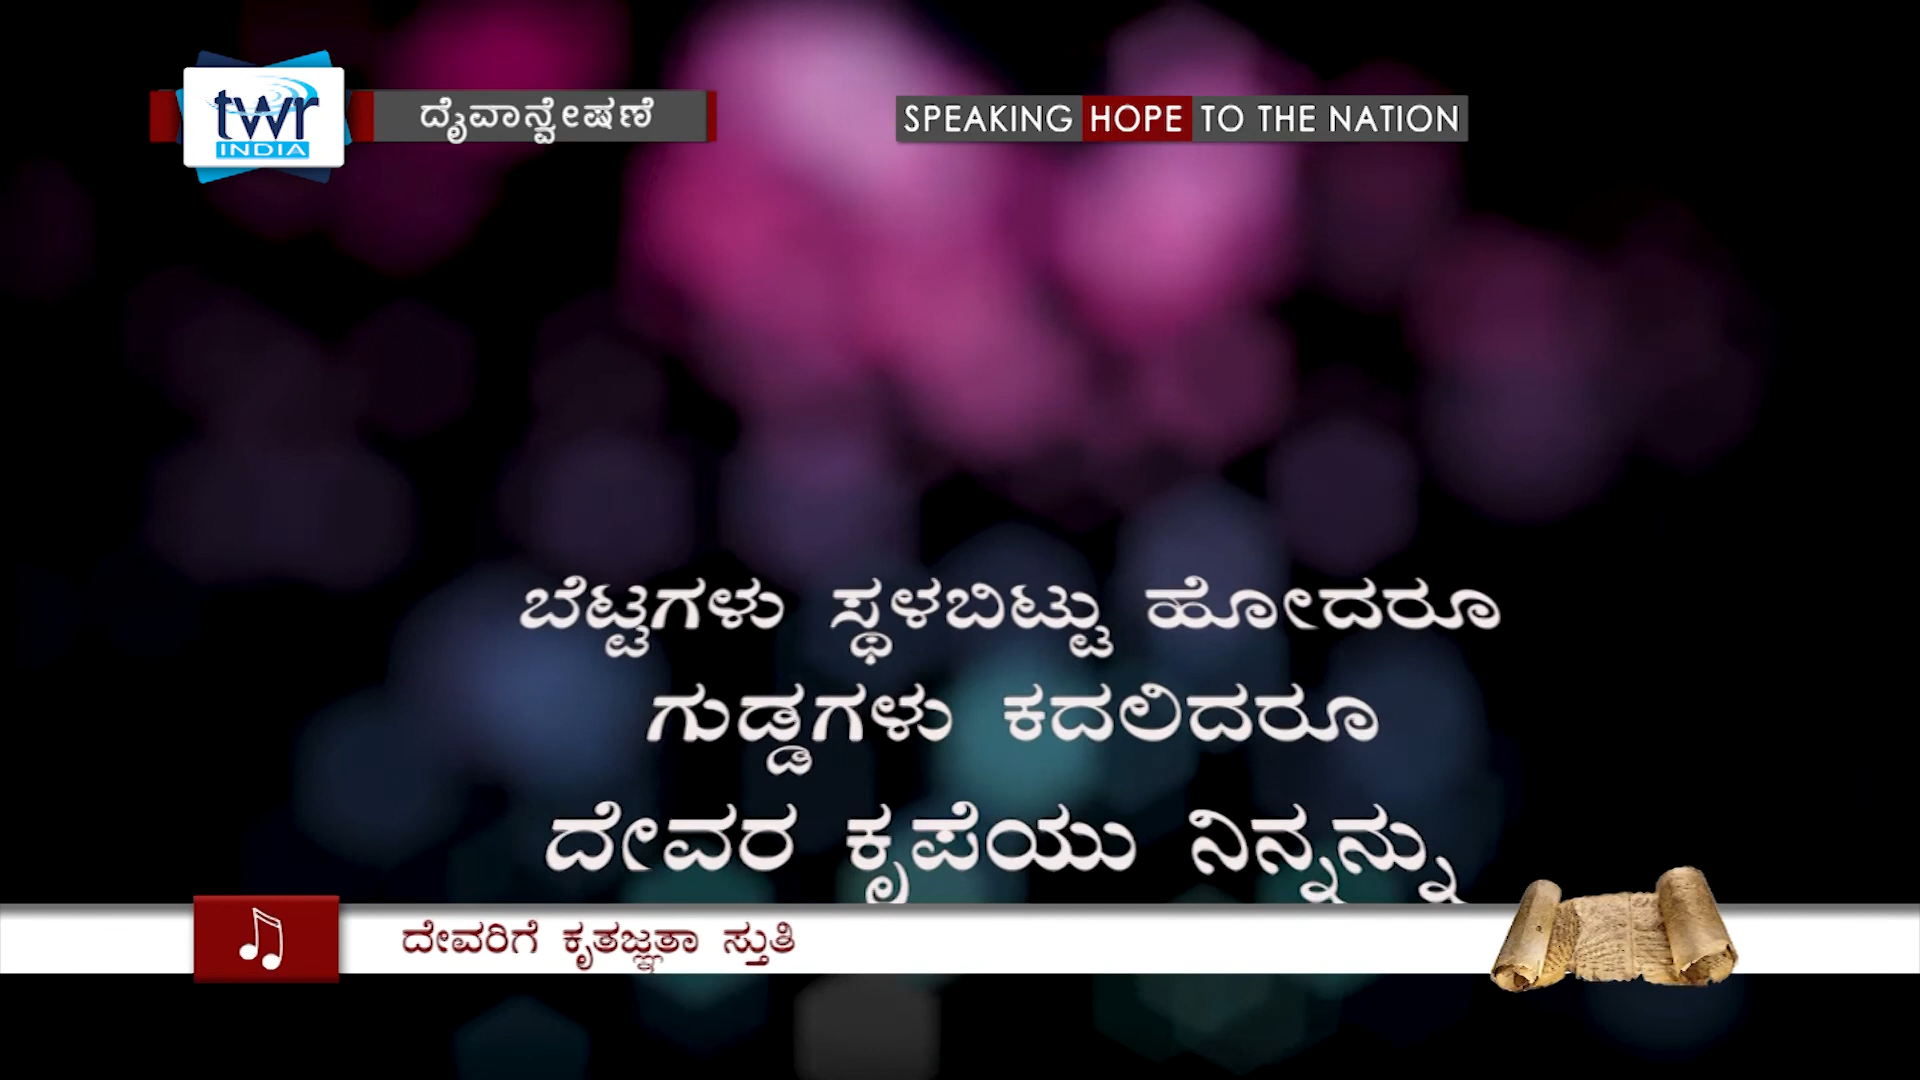 twr
INDIA
ದೈವಾನ್ವೇಷಣೆ
SPEAKING HOPE TO THE NATION
ಬೆಟ್ಟಗಳು ಸ್ಥಳಬಿಟ್ಟು ಹೋದರೂ
ಗುಡ್ಡಗಳು ಕದಲಿದರೂ
ದೇವರ ಕೃಪೆಯು ನಿನ್ನನ್ನು
ದೇವರಿಗೆ ಕೃತಜ್ಞತಾ ಸ್ತುತಿ